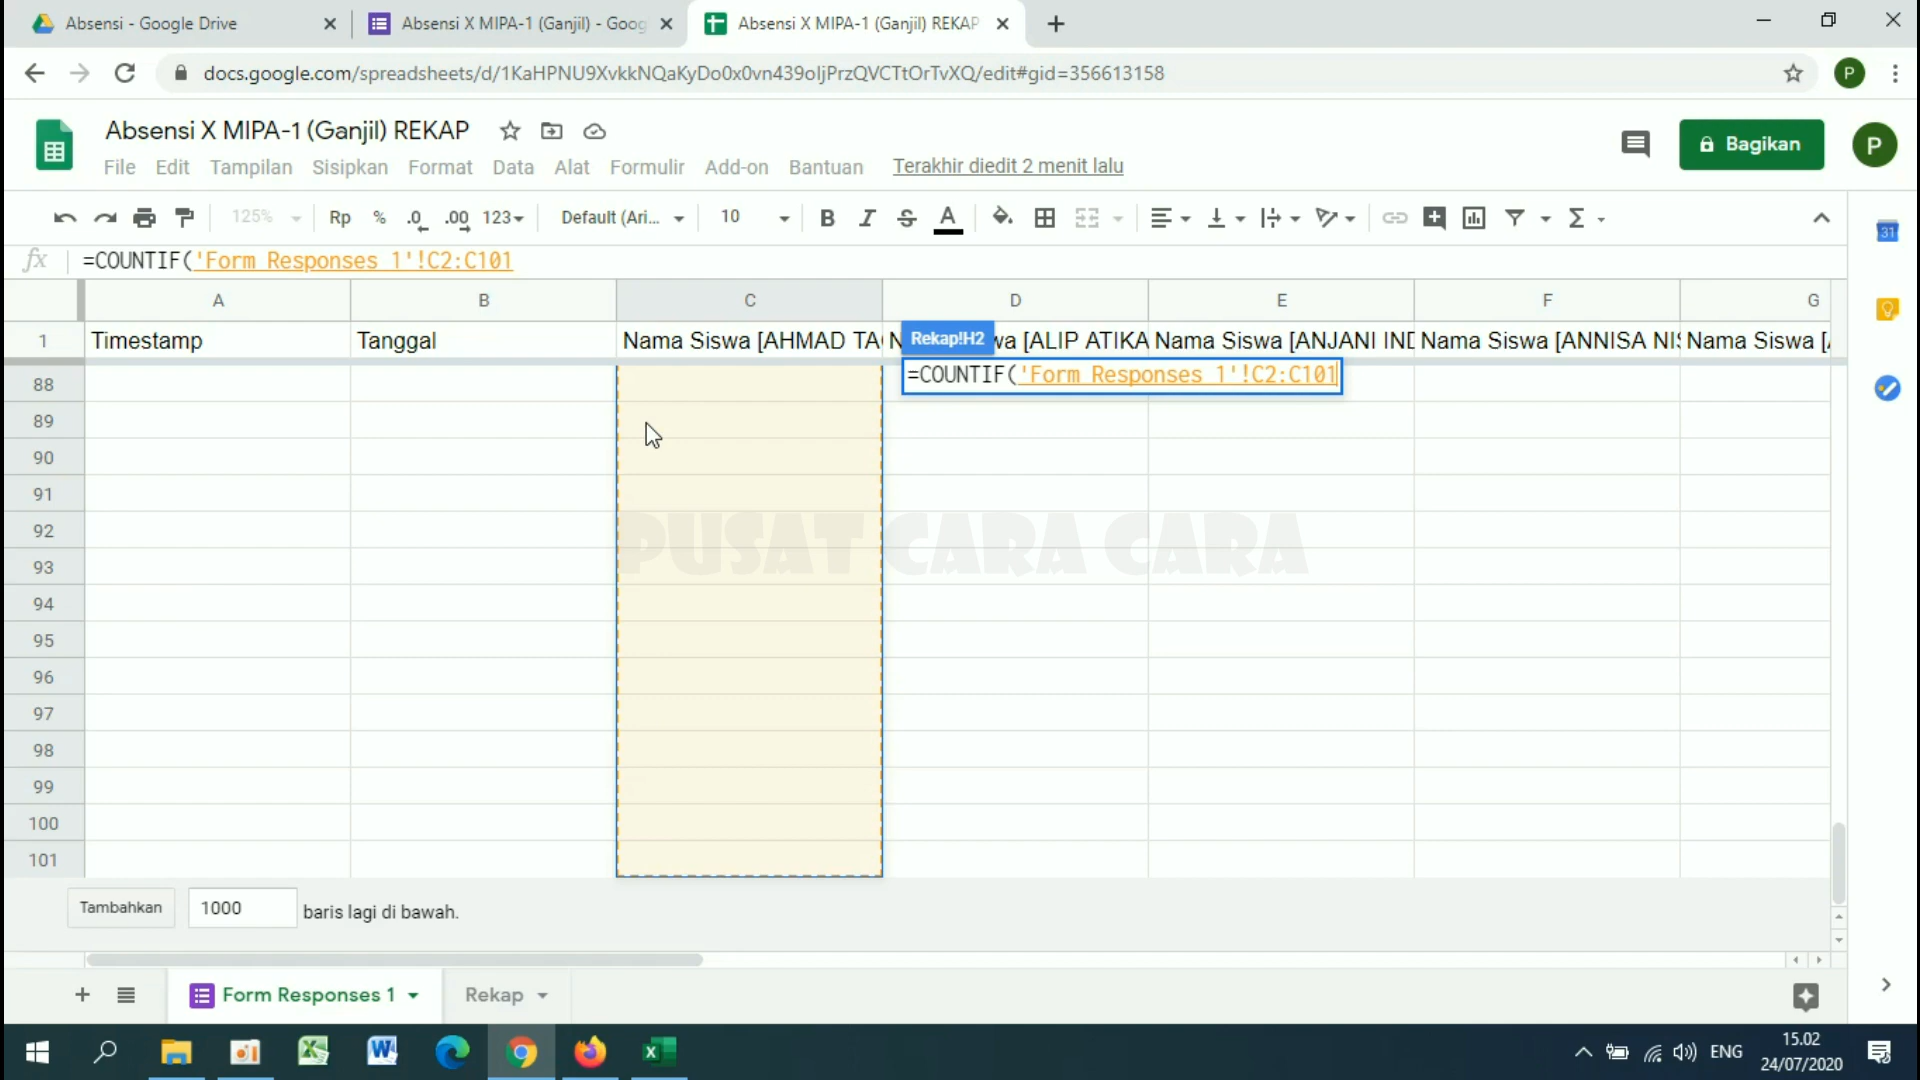 Absensi - Google Drive
Absensi X MIPA-1 (Ganjil) - Goog
Absensi X MIPA-1 (Ganjil) REKAP
docs.google.com/spreadsheets/d/1KaHPNU9XvkkNQaKyDo0x0vn439oIjPrzQVCTtOrTvXQ/edit#gid=356613158
P
Absensi X MIPA-1 (Ganjil) REKAP
File Edit Tampilan Sisipkan Format Data Alat Formulir Add-on Bantuan Terakhir diedit 2 menit lalu
Bagikan
P
125% Rp % .0 .00 123 Default (Ari... 10 B I S A Σ
31
fx =COUNTIF('Form Responses 1'!C2:C101
A B C D E F G
1 Timestamp Tanggal Nama Siswa [AHMAD TA N Rekap!H2 wa [ALIP ATIKA Nama Siswa [ANJANI IND Nama Siswa [ANNISA NIS Nama Siswa [
=COUNTIF('Form Responses 1'!C2:C101
88
89
90
91
92
93
94
95
96
97
98
99
100
101
PUSAT CARA CARA
Tambahkan 1000 baris lagi di bawah.
Form Responses 1 Rekap
ENG
15.02
24/07/2020